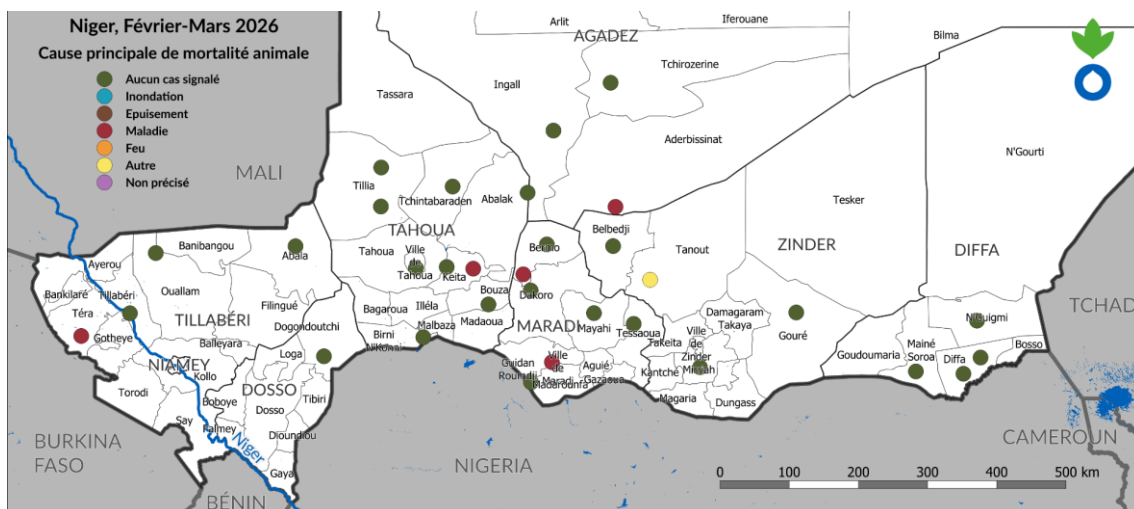 Niger, Février-Mars 2026
Cause principale de mortalité animale
Aucun cas signalé
Inondation
Epuisement
Maladie
Feu
Autre
Non précisé
Arlit
Iferouane
AGADEZ
Bilma
Tchirozerine
Ingall
Tassara
Aderbissinat
N'Gourti
MALI
Tillia
Tchintabaraden
Abalak
Tesker
TAHOUA
Belbedji
Tanout
ZINDER
DIFFA
Banibangou
Abala
Tahoua
Ville
de
Tahoua
Bermo
Ayerou
Ouallam
Keita
Bankilaré
Tillabéri
Filingué
Dakoro
TCHAD
Téra
Bagaroua
Illéla
Bouza
Damagaram
Takaya
N'Guigmi
TILLABÉRI
Dogondoutchi
Malbaza
Madaoua
MARADI
Mayahi
Tessaoua
Gouré
Gotheye
Balleyara
Birni
N'Konni
Takeita
Ville
de
Zinder
Mirriah
Goudoumaria
Mainé
Soroa
Diffa
Bosso
NIAMEY
Kollo
Loga
Guidan
Roumdji
Ville
de
Maradi
Madarounfa
Aguié
Gazaoua
Kantché
Torodi
DOSSO
Boboye
Tibiri
Magaria
Dungass
Say
Falmey
Dosso
Dioundiou
BURKINA
FASO
Niger
Gaya
NIGERIA
CAMEROUN
BÉNIN
0 100 200 300 400 500 km